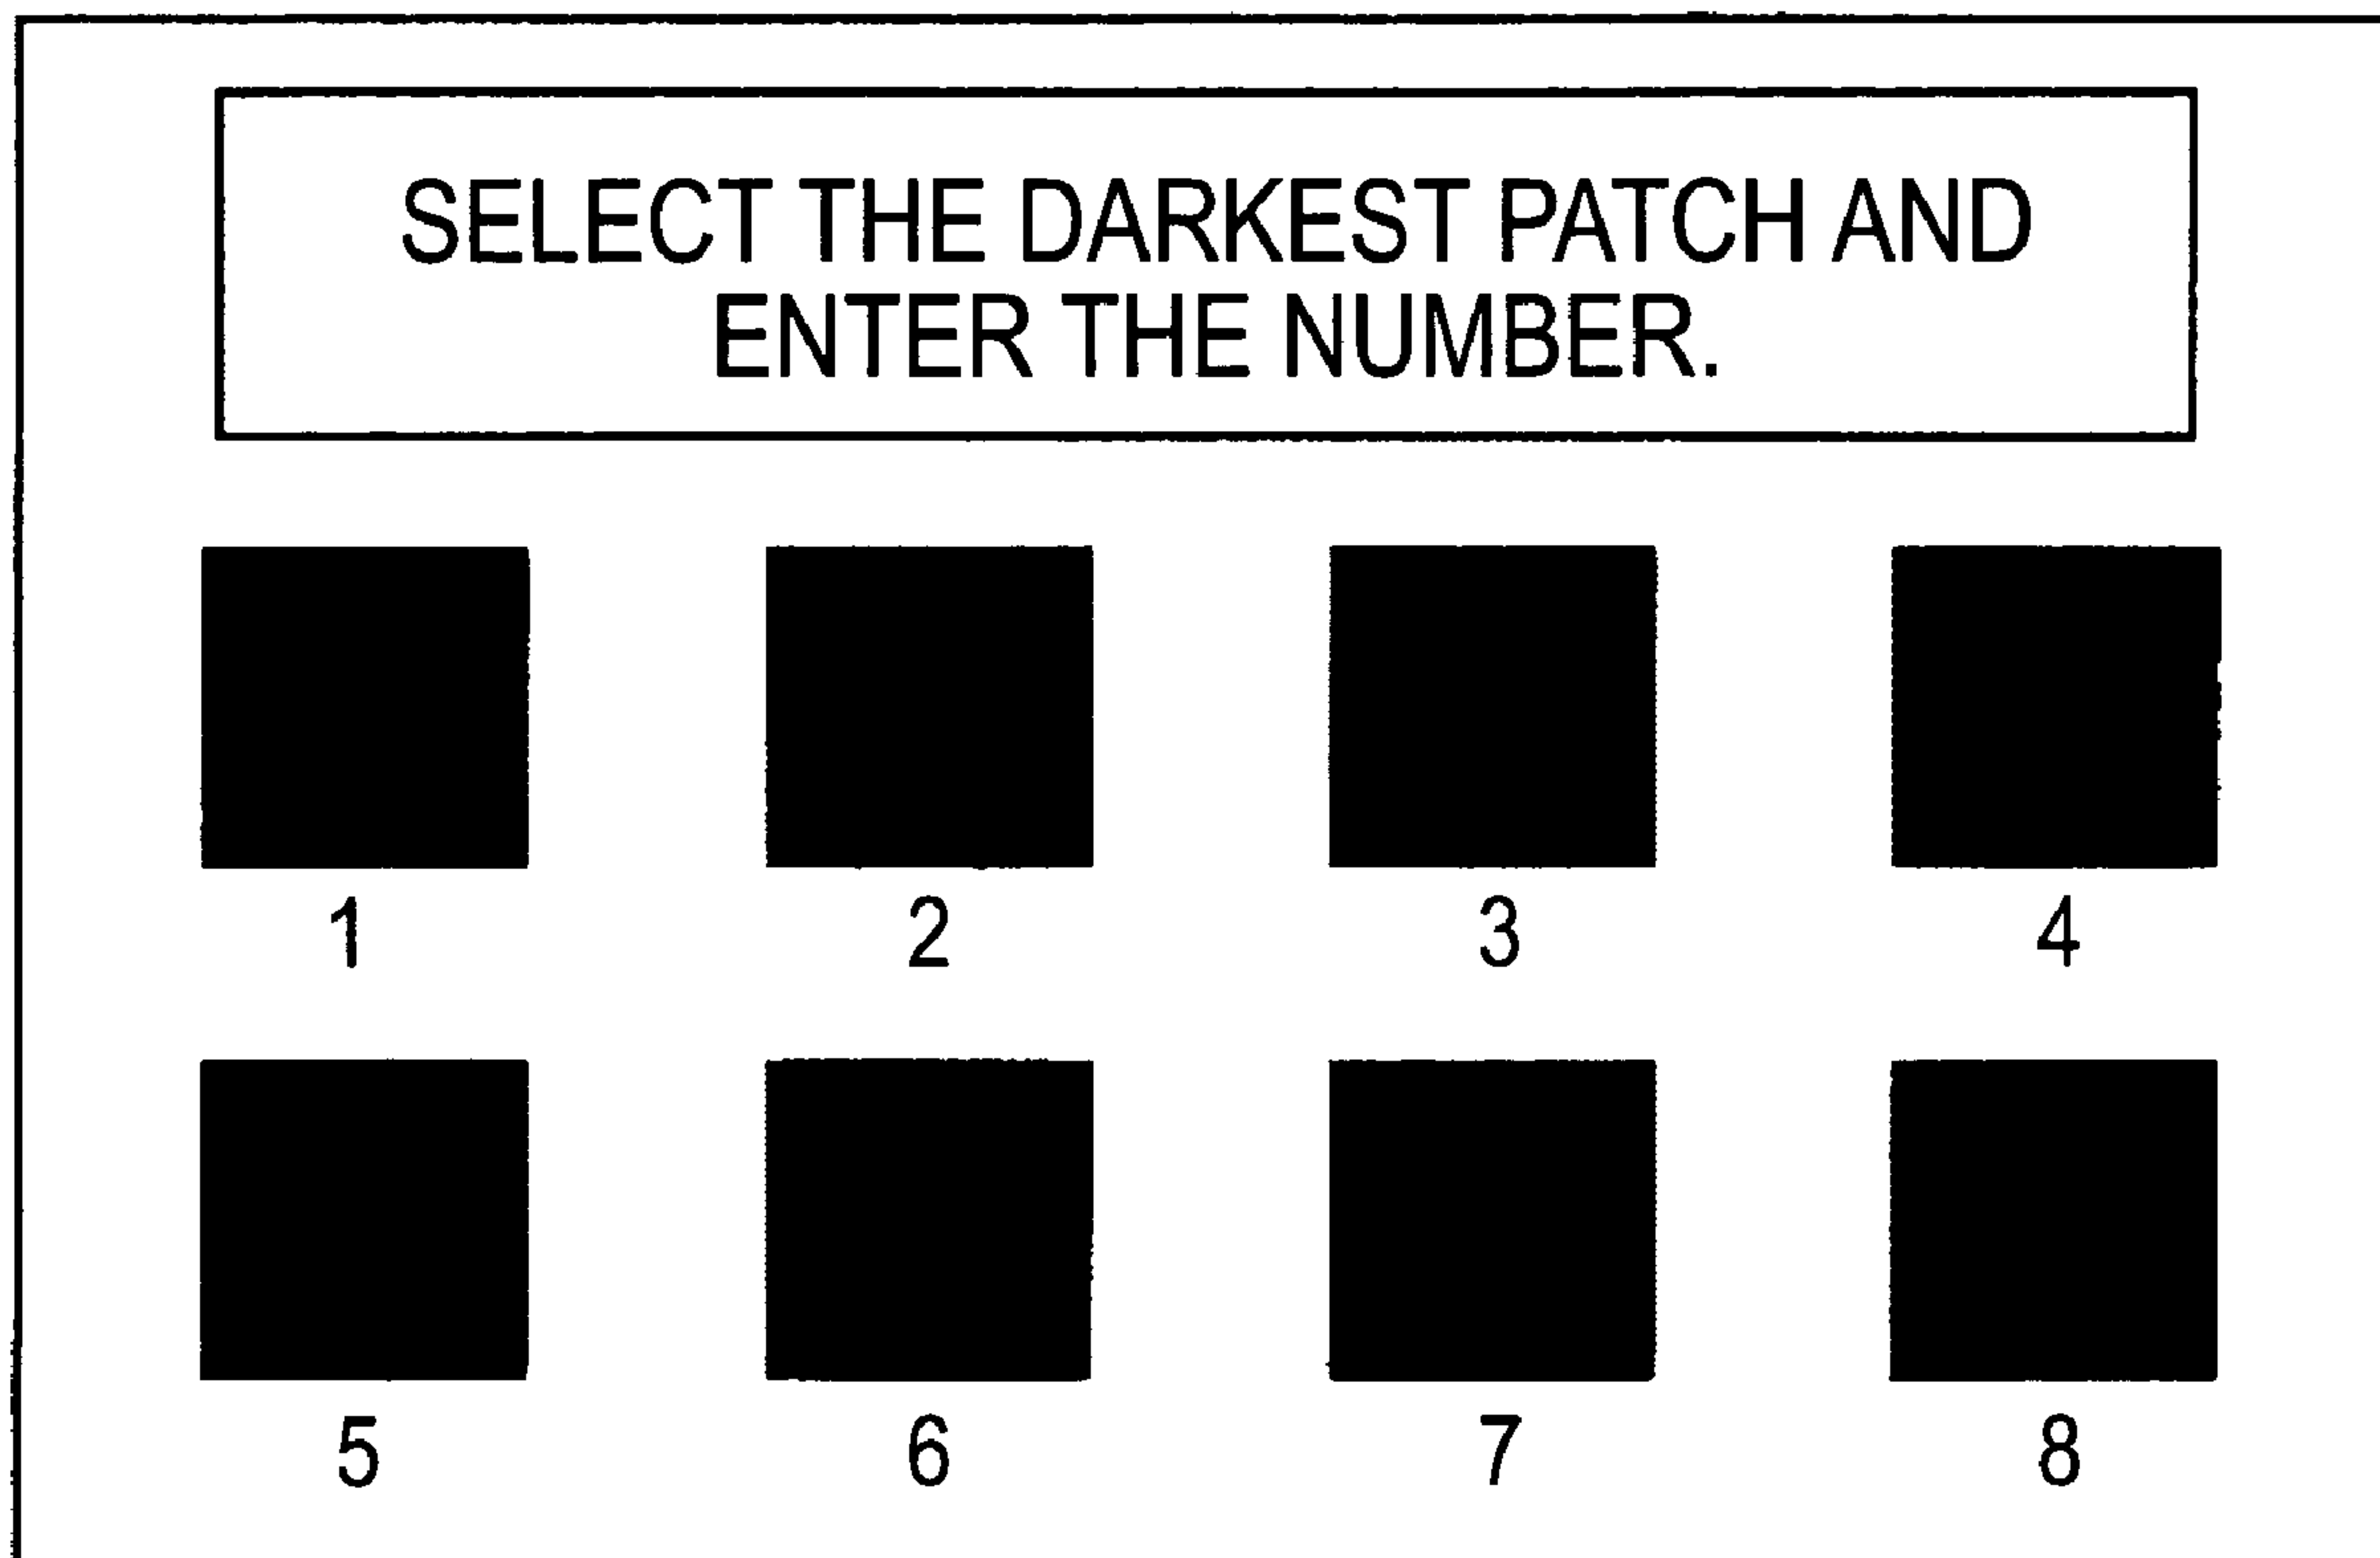 SELECT THE DARKEST PATCH AND
ENTER THE NUMBER.
1 2 3 4
5 6 7 8